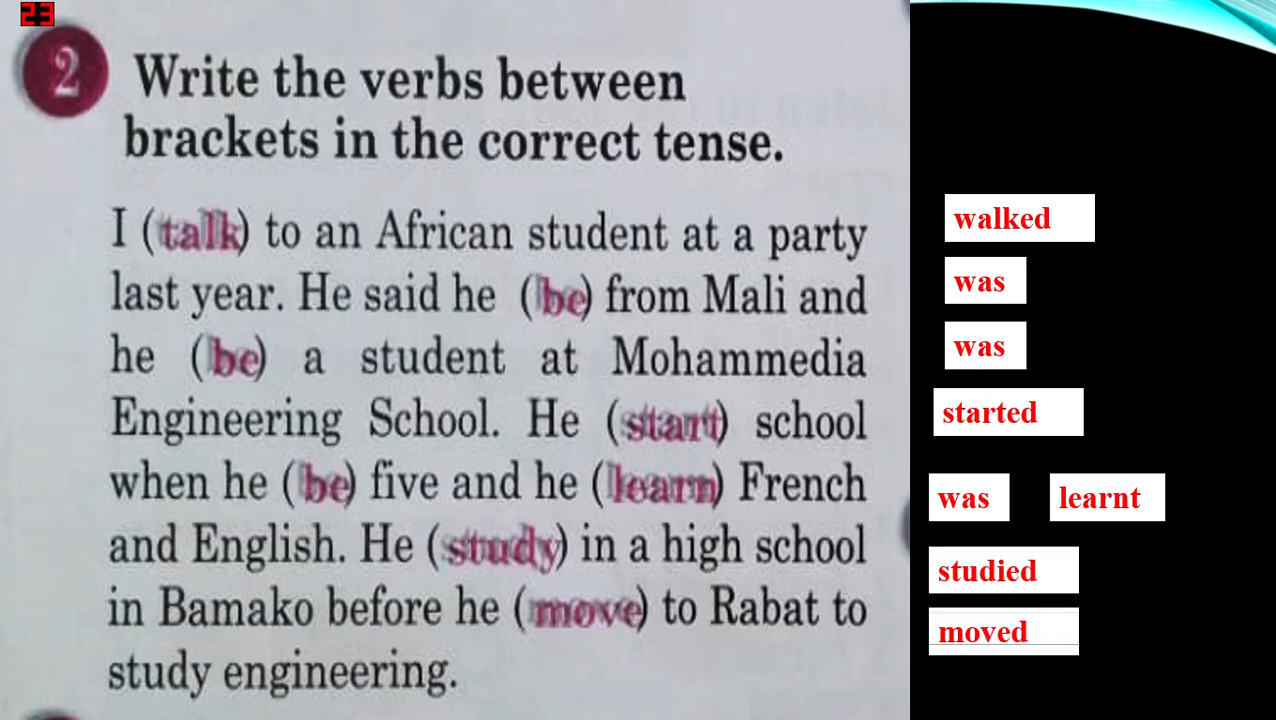 23
2 Write the verbs between
brackets in the correct tense.
I (talk) to an African student at a party
last year. He said he (be) from Mali and
he (be) a student at Mohammedia
Engineering School. He (start) school
when he (be) five and he (learn) French
and English. He (study) in a high school
in Bamako before he (move) to Rabat to
study engineering.
walked
was
was
started
was learnt
studied
moved